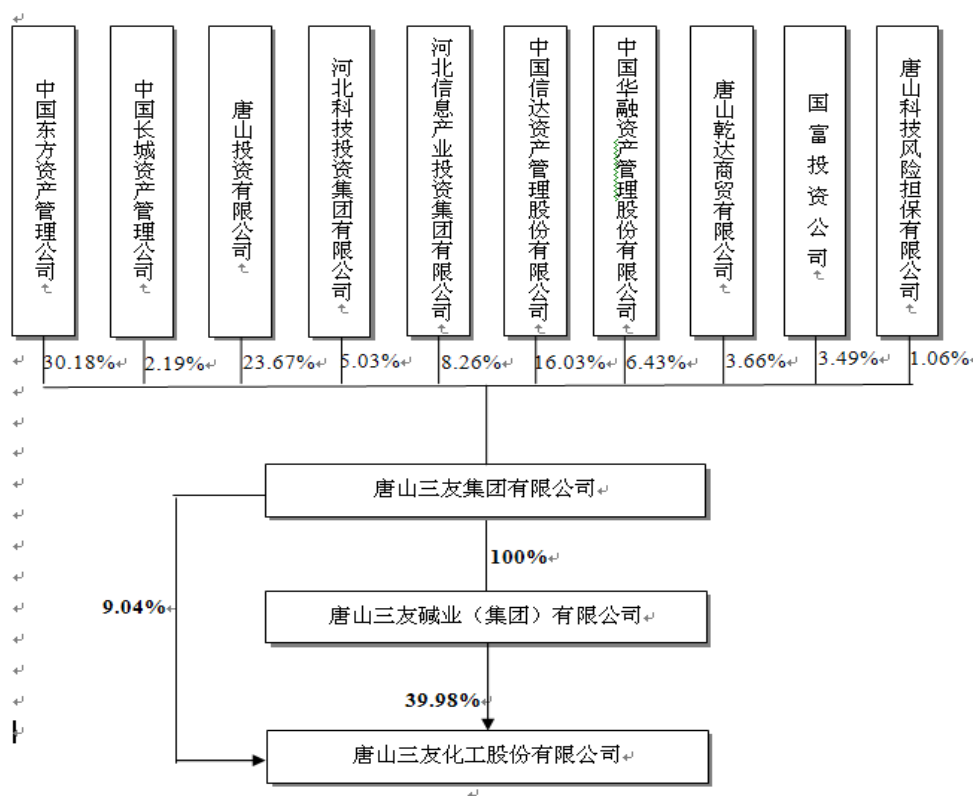 中国东方资产管理公司
中国长城资产管理公司
唐山投资有限公司
河北科技投资集团有限公司
河北信息产业投资集团有限公司
中国信达资产管理股份有限公司
中国华融资产管理股份有限公司
唐山乾达商贸有限公司
国富投资公司
唐山科技风险担保有限公司
30.18%
2.19%
23.67%
5.03%
8.26%
16.03%
6.43%
3.66%
3.49%
1.06%
唐山三友集团有限公司
100%
9.04%
唐山三友碱业（集团）有限公司
39.98%
唐山三友化工股份有限公司